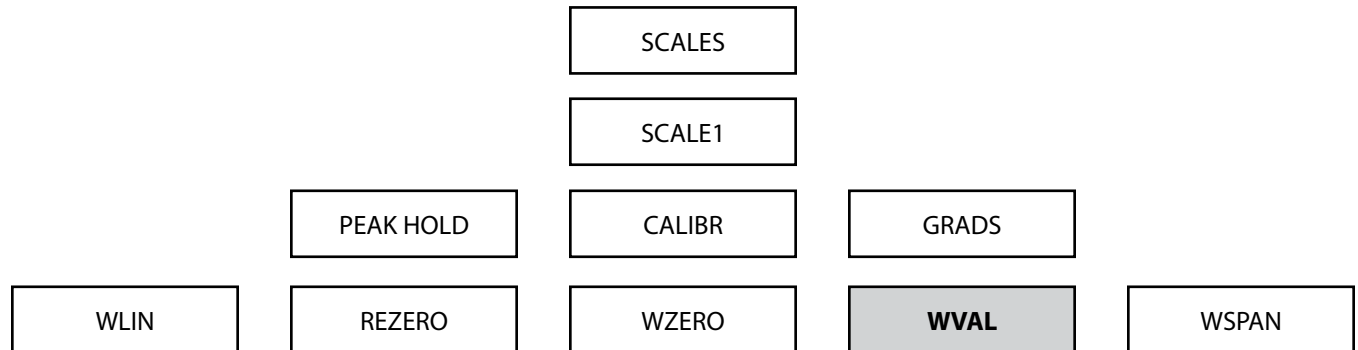 SCALES
SCALE1
PEAK HOLD CALIBR GRADS
WLIN REZERO WZERO WVAL WSPAN